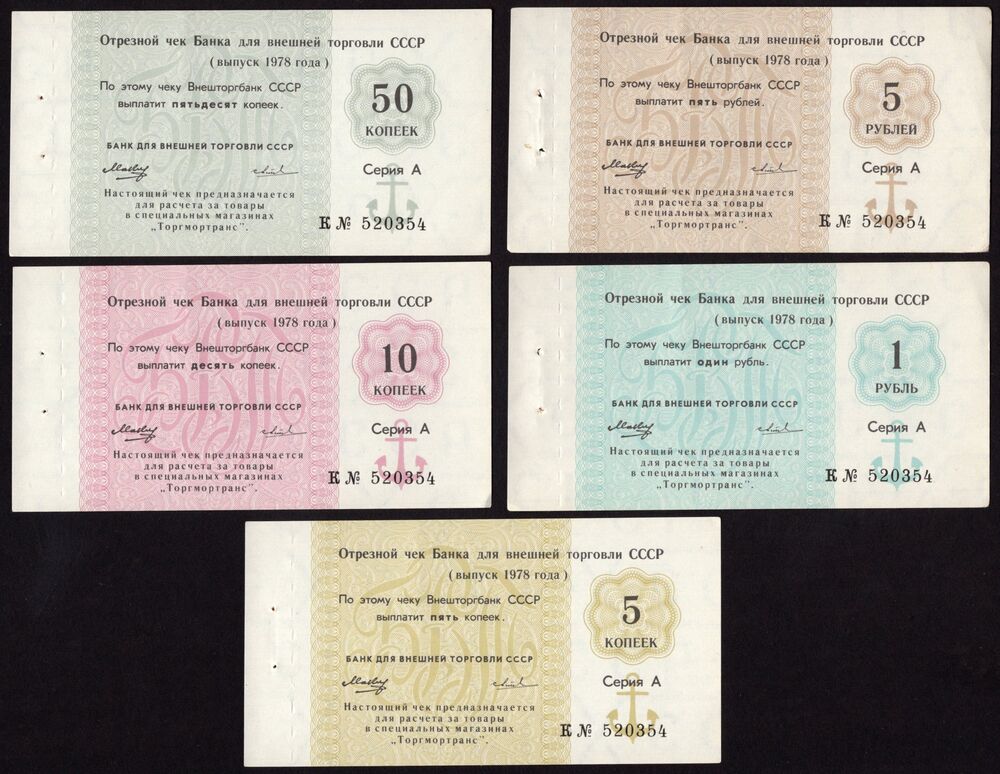 Отрезной чек Банка для внешней торговли СССР
( выпуск 1978 года )
По этому чеку Внешторгбанк СССР
выплатит пятьдесят копеек.
50
КОПЕЕК
БАНК ДЛЯ ВНЕШНЕЙ ТОРГОВЛИ СССР
Серия А
Настоящий чек предназначается
для расчета за товары
в специальных магазинах
„Торгмортранс".
К № 520354
Отрезной чек Банка для внешней торговли СССР
( выпуск 1978 года )
По этому чеку Внешторгбанк СССР
выплатит пять рублей.
5
РУБЛЕЙ
БАНК ДЛЯ ВНЕШНЕЙ ТОРГОВЛИ СССР
Серия А
Настоящий чек предназначается
для расчета за товары
в специальных магазинах
„Торгмортранс".
К № 520354
Отрезной чек Банка для внешней торговли СССР
( выпуск 1978 года )
По этому чеку Внешторгбанк СССР
выплатит десять копеек.
10
КОПЕЕК
БАНК ДЛЯ ВНЕШНЕЙ ТОРГОВЛИ СССР
Серия А
Настоящий чек предназначается
для расчета за товары
в специальных магазинах
„Торгмортранс".
К № 520354
Отрезной чек Банка для внешней торговли СССР
( выпуск 1978 года )
По этому чеку Внешторгбанк СССР
выплатит один рубль.
1
РУБЛЬ
БАНК ДЛЯ ВНЕШНЕЙ ТОРГОВЛИ СССР
Серия А
Настоящий чек предназначается
для расчета за товары
в специальных магазинах
„Торгмортранс".
К № 520354
Отрезной чек Банка для внешней торговли СССР
( выпуск 1978 года )
По этому чеку Внешторгбанк СССР
выплатит пять копеек.
5
КОПЕЕК
БАНК ДЛЯ ВНЕШНЕЙ ТОРГОВЛИ СССР
Серия А
Настоящий чек предназначается
для расчета за товары
в специальных магазинах
„Торгмортранс".
К № 520354